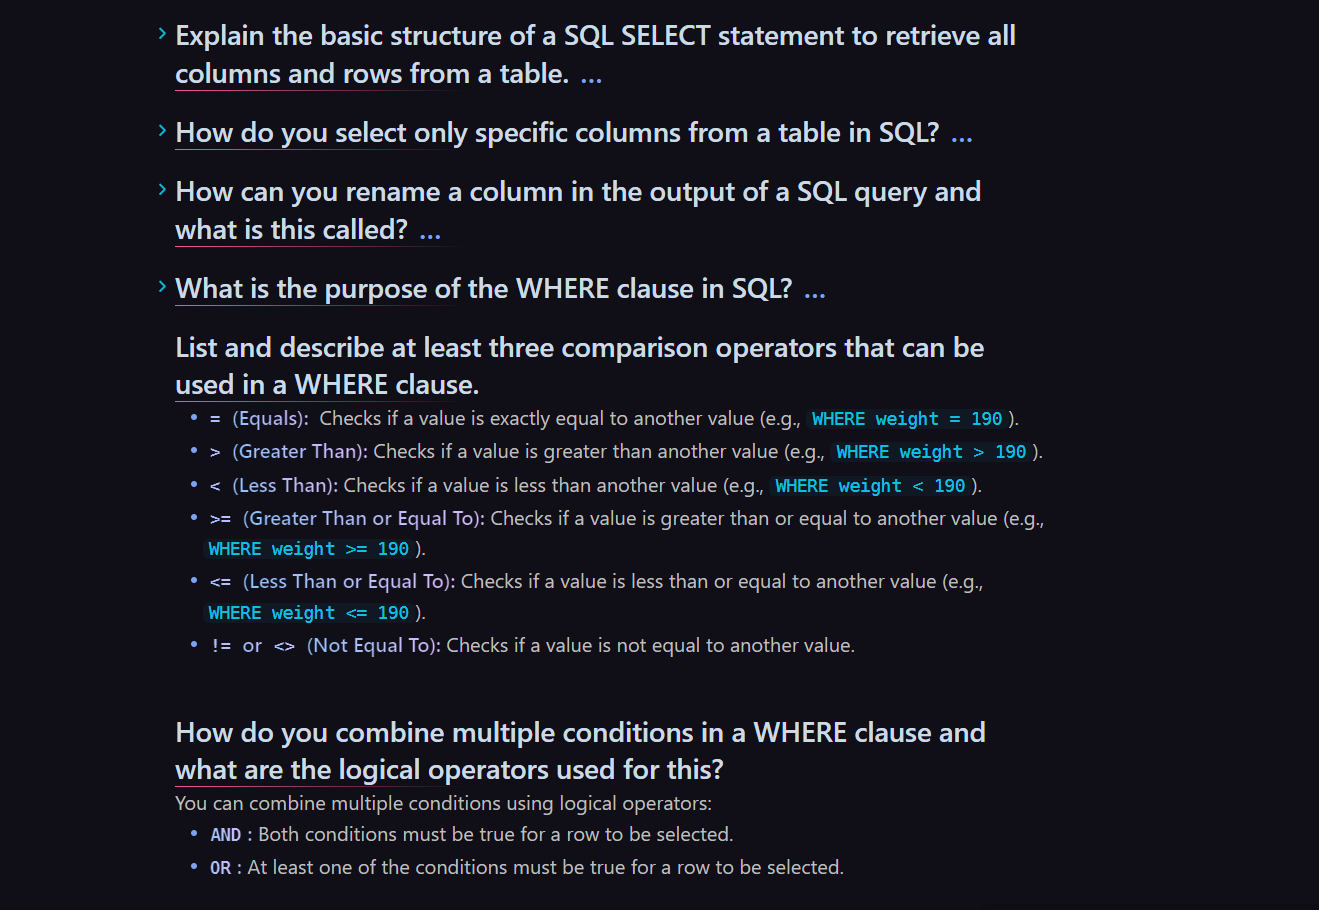 Explain the basic structure of a SQL SELECT statement to retrieve all
columns and rows from a table. ...
How do you select only specific columns from a table in SQL? ...
How can you rename a column in the output of a SQL query and
what is this called? ...
What is the purpose of the WHERE clause in SQL? ...
List and describe at least three comparison operators that can be
used in a WHERE clause.
• = (Equals): Checks if a value is exactly equal to another value (e.g., WHERE weight = 190 ).
• > (Greater Than): Checks if a value is greater than another value (e.g., WHERE weight > 190 ).
• < (Less Than): Checks if a value is less than another value (e.g., WHERE weight < 190 ).
• >= (Greater Than or Equal To): Checks if a value is greater than or equal to another value (e.g.,
WHERE weight >= 190 ).
• <= (Less Than or Equal To): Checks if a value is less than or equal to another value (e.g.,
WHERE weight <= 190 ).
• != or <> (Not Equal To): Checks if a value is not equal to another value.
How do you combine multiple conditions in a WHERE clause and
what are the logical operators used for this?
You can combine multiple conditions using logical operators:
• AND : Both conditions must be true for a row to be selected.
• OR : At least one of the conditions must be true for a row to be selected.